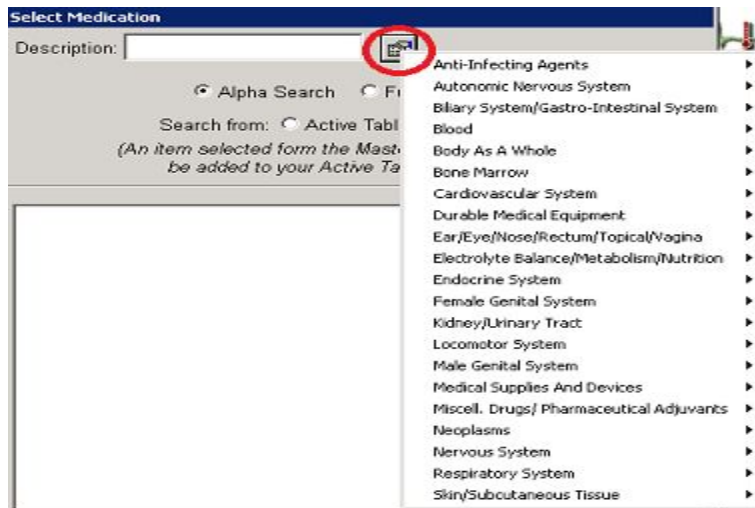 Select Medication
Description:
Alpha Search
Search from: Active Tabl
(An item selected form the Mast
be added to your Active Ta
Anti-Infecting Agents
Autonomic Nervous System
Biliary System/Gastro-Intestinal System
Blood
Body As A Whole
Bone Marrow
Cardiovascular System
Durable Medical Equipment
Ear/Eye/Nose/Rectum/Topical/Vagina
Electrolyte Balance/Metabolism/Nutrition
Endocrine System
Female Genital System
Kidney/Urinary Tract
Locomotor System
Male Genital System
Medical Supplies And Devices
Miscell. Drugs/ Pharmaceutical Adjuvants
Neoplasms
Nervous System
Respiratory System
Skin/Subcutaneous Tissue